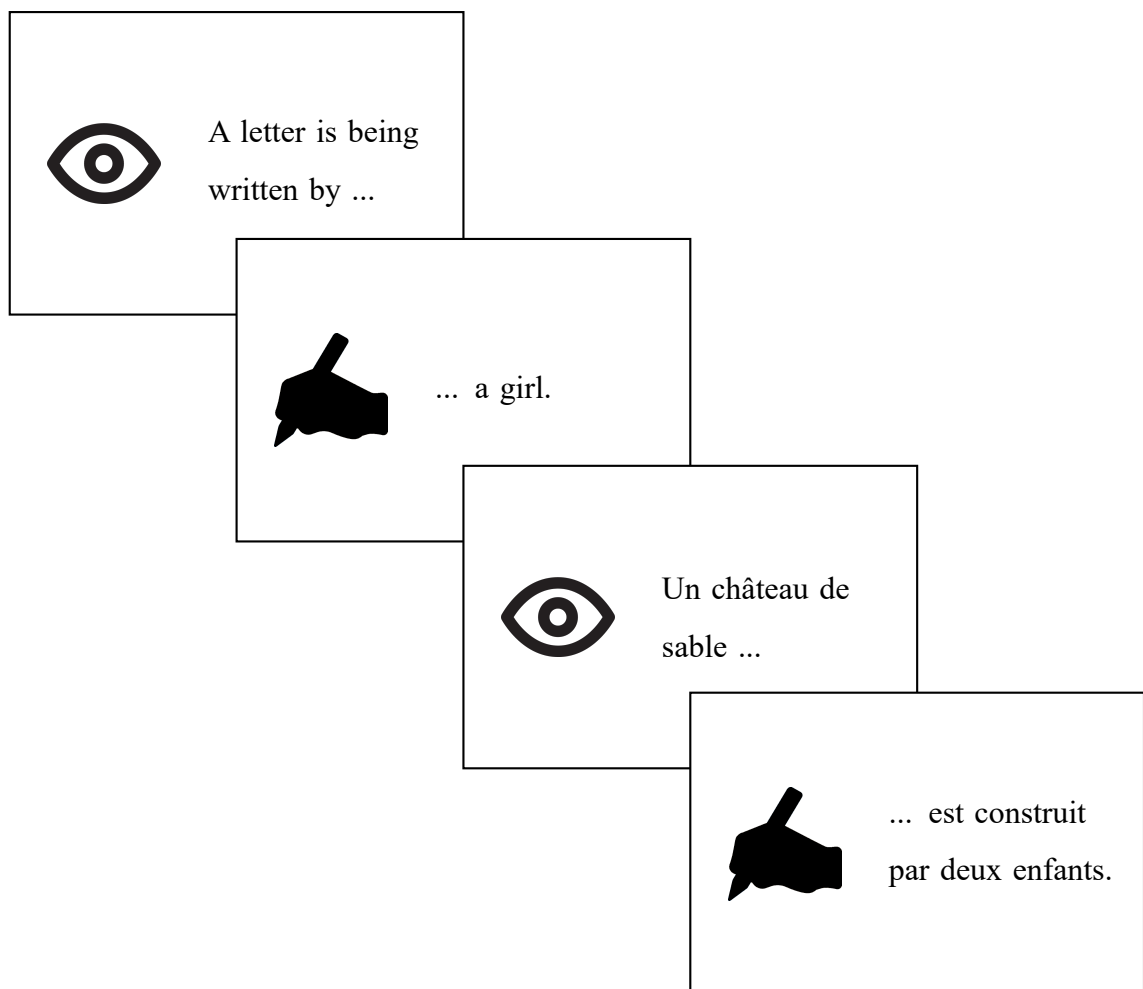 A letter is being
written by ...
... a girl.
Un château de
sable ...
... est construit
par deux enfants.